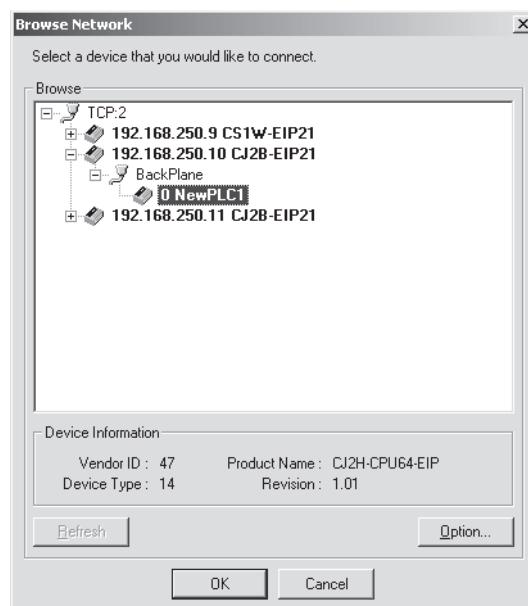 Browse Network
Select a device that you would like to connect.
Browse
TCP:2
192.168.250.9 CS1W-EIP21
192.168.250.10 CJ2B-EIP21
BackPlane
0 NewPLC1
192.168.250.11 CJ2B-EIP21
Device Information
Vendor ID : 47 Product Name : CJ2H-CPU64-EIP
Device Type : 14 Revision : 1.01
Refresh Option...
OK Cancel